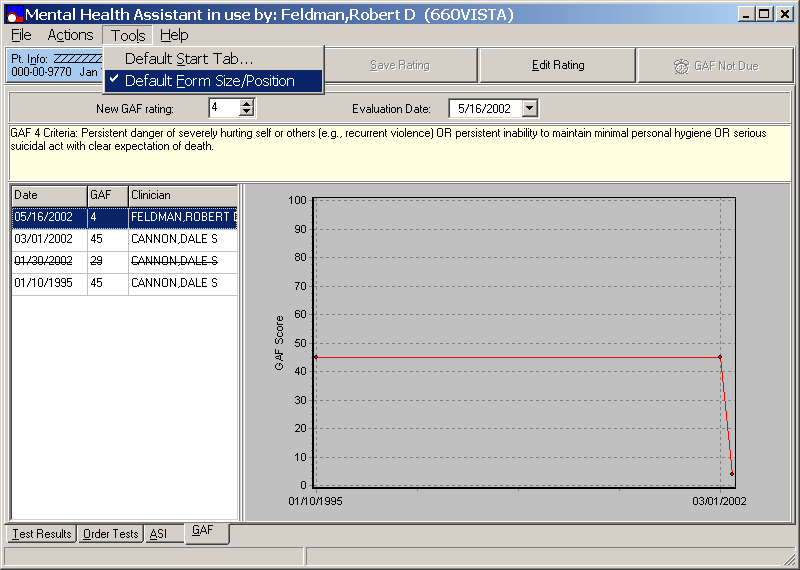 Mental Health Assistant in use by: Feldman,Robert D (660VISTA)
File Actions Tools Help
Pt. Info:
000-00-9770 Jan
Default Start Tab...
Default Form Size/Position
Save Rating
Edit Rating
GAF Not Due
New GAF rating: 4 Evaluation Date: 5/16/2002
GAF 4 Criteria: Persistent danger of severely hurting self or others (e.g., recurrent violence) OR persistent inability to maintain minimal personal hygiene OR serious
suicidal act with clear expectation of death.
Date GAF Clinician
05/16/2002 4 FELDMAN,ROBERT D
03/01/2002 45 CANNON,DALE S
01/30/2002 29 CANNON,DALE S
01/10/1995 45 CANNON,DALE S
GAF Score
100
90
80
70
60
50
40
30
20
10
0
01/10/1995 03/01/2002
Test Results Order Tests ASI GAF